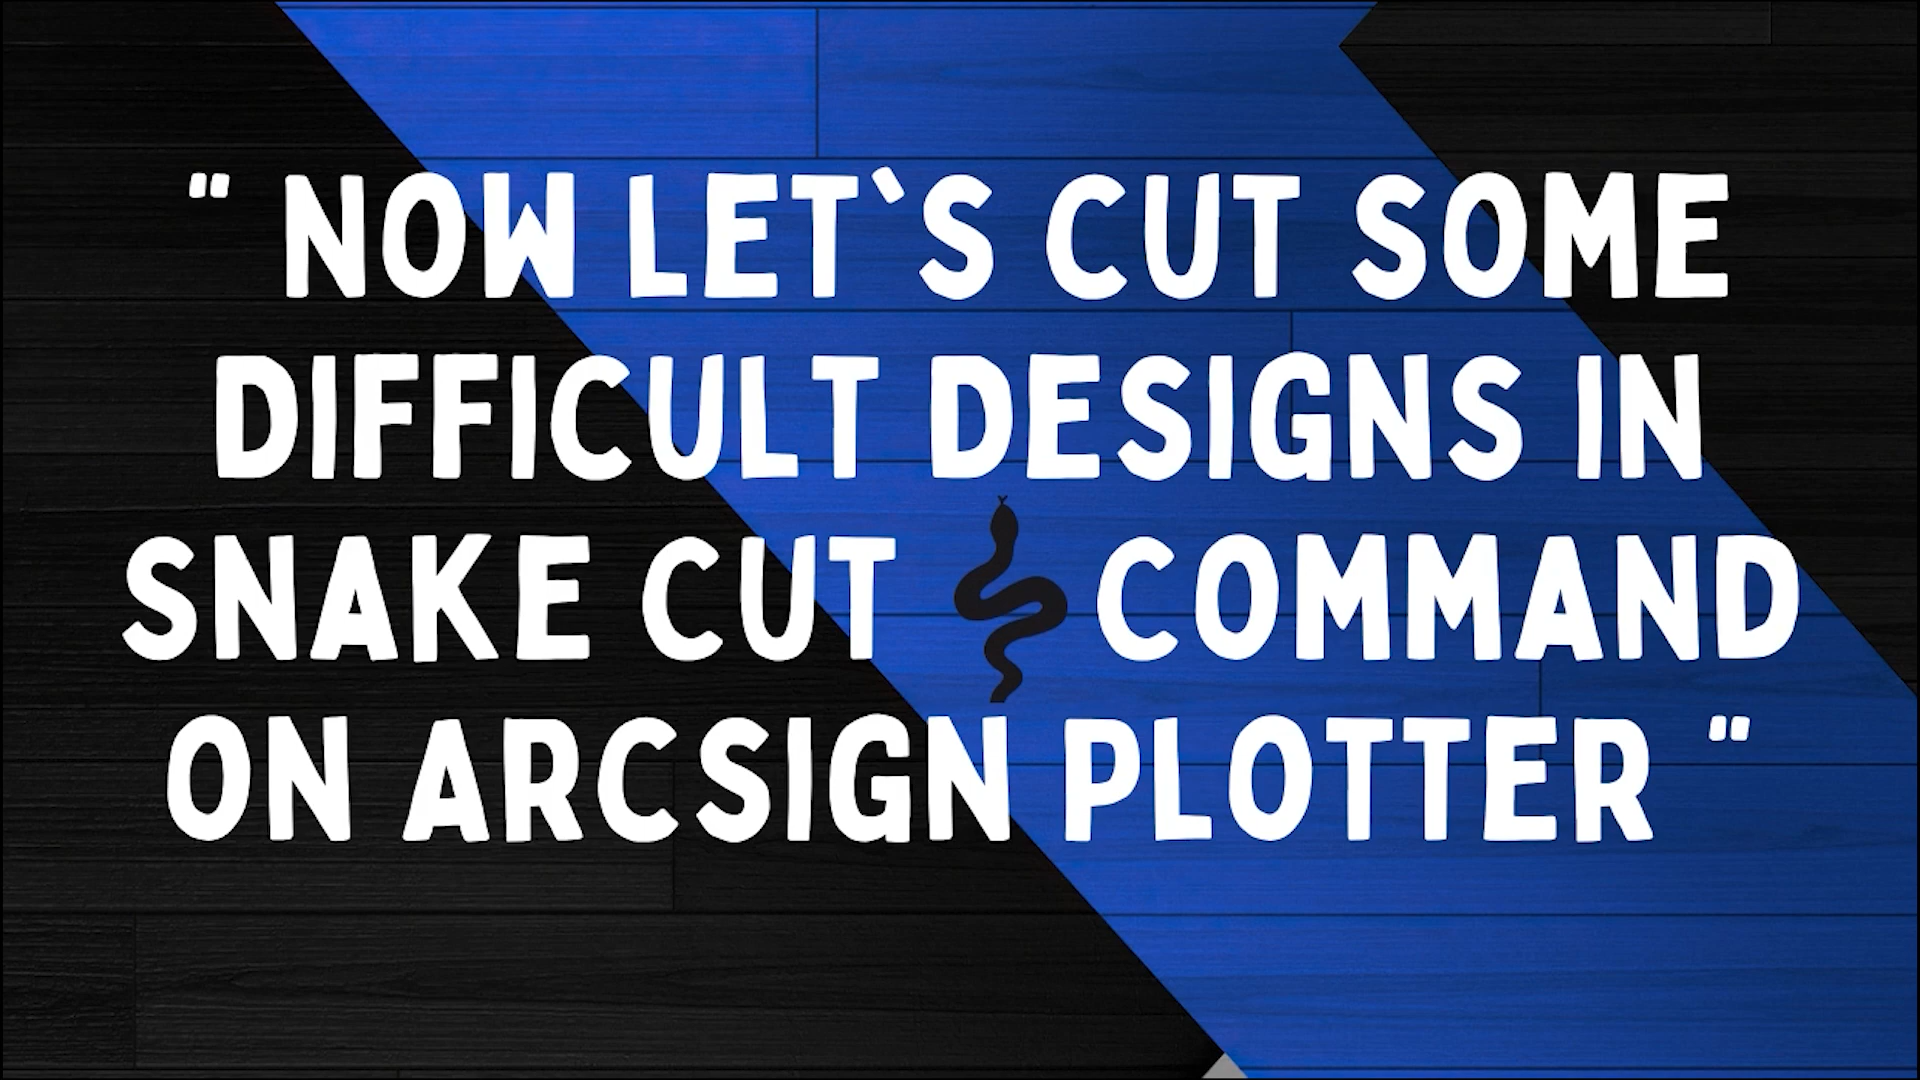 " NOW LET`S CUT SOME
DIFFICULT DESIGNS IN
SNAKE CUT COMMAND
ON ARCSIGN PLOTTER "